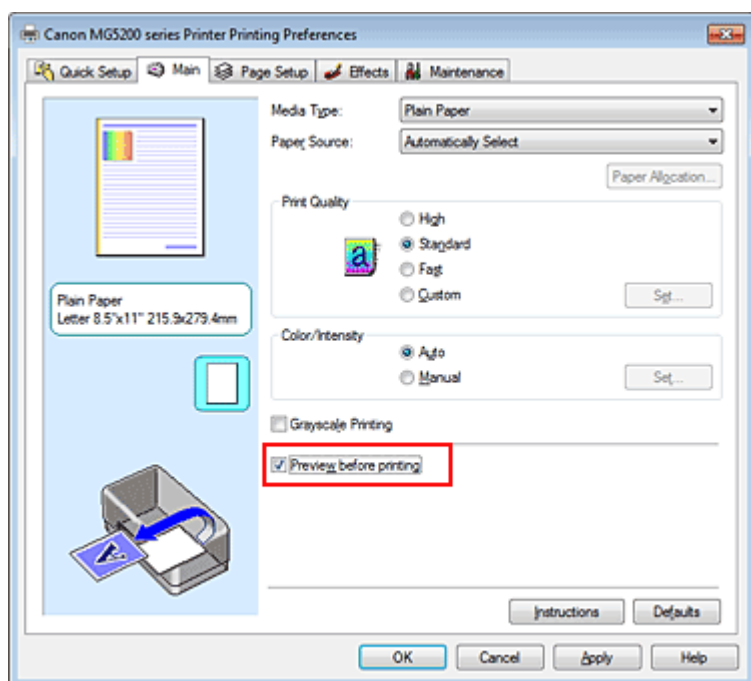 Canon MG5200 series Printer Printing Preferences
Quick Setup Main Page Setup Effects Maintenance
Media Type: Plain Paper
Paper Source: Automatically Select
Paper Allocation...
Print Quality
High
a Standard
Fast
Custom Set...
Plain Paper
Letter 8.5"x11" 215.9x279.4mm
Color/Intensity
Auto
Manual Set...
Grayscale Printing
Preview before printing
A
Instructions Defaults
OK Cancel Apply Help